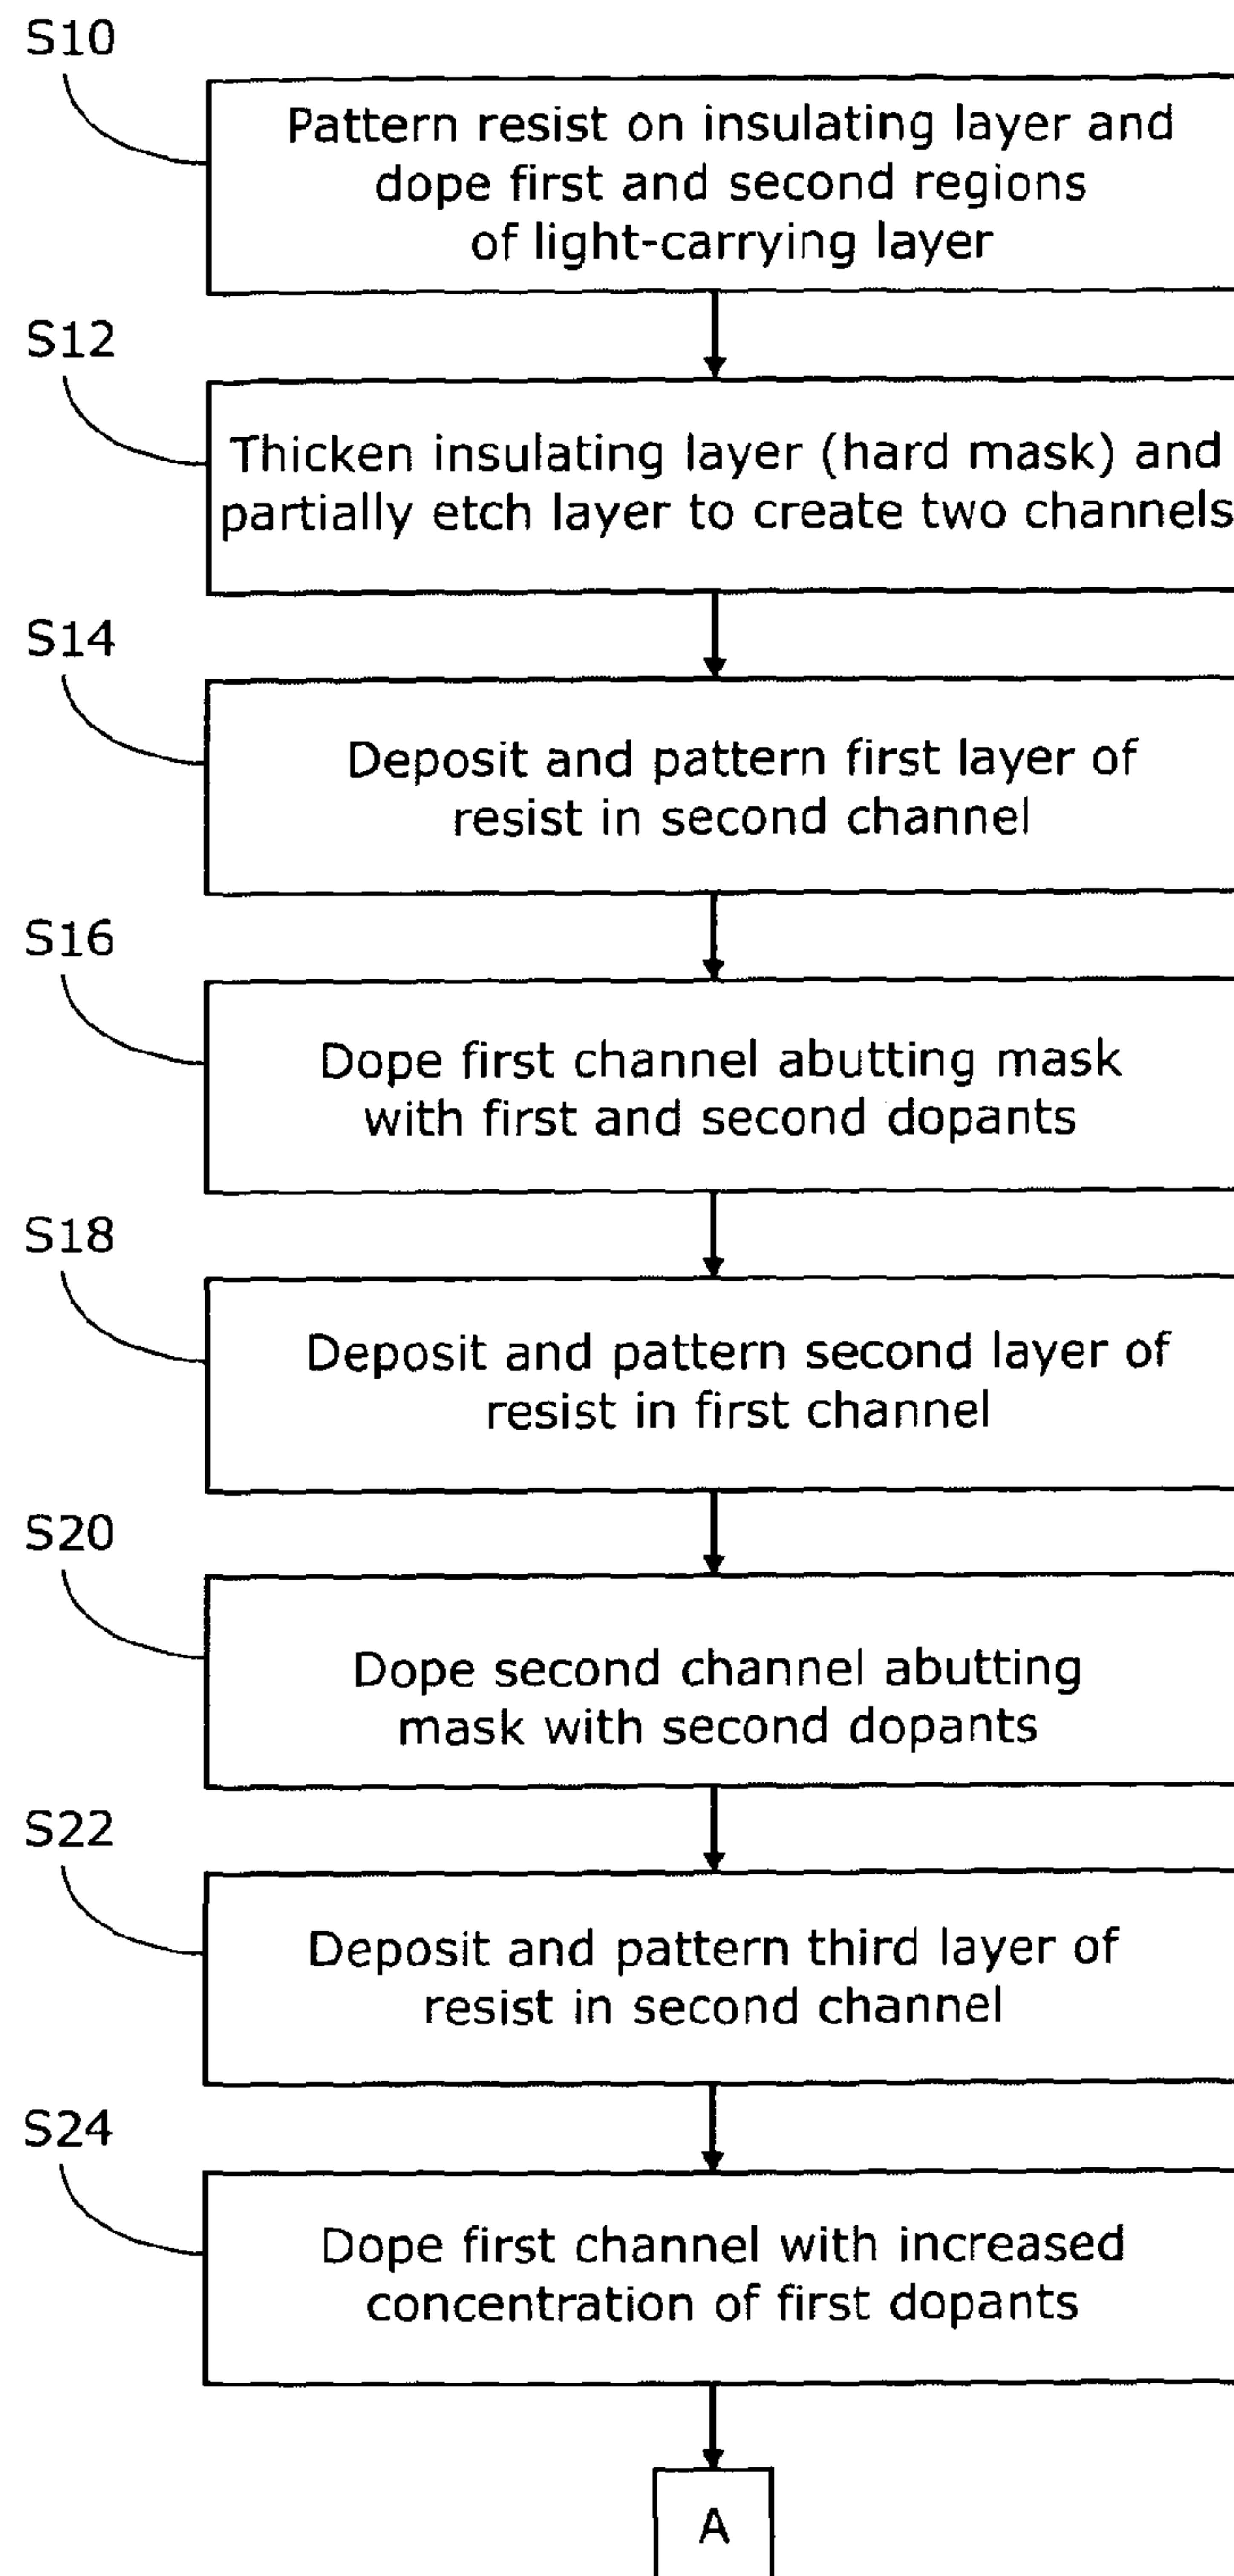 S10
Pattern resist on insulating layer and
dope first and second regions
of light-carrying layer
S12
Thicken insulating layer (hard mask) and
partially etch layer to create two channels
S14
Deposit and pattern first layer of
resist in second channel
S16
Dope first channel abutting mask
with first and second dopants
S18
Deposit and pattern second layer of
resist in first channel
S20
Dope second channel abutting
mask with second dopants
S22
Deposit and pattern third layer of
resist in second channel
S24
Dope first channel with increased
concentration of first dopants
A